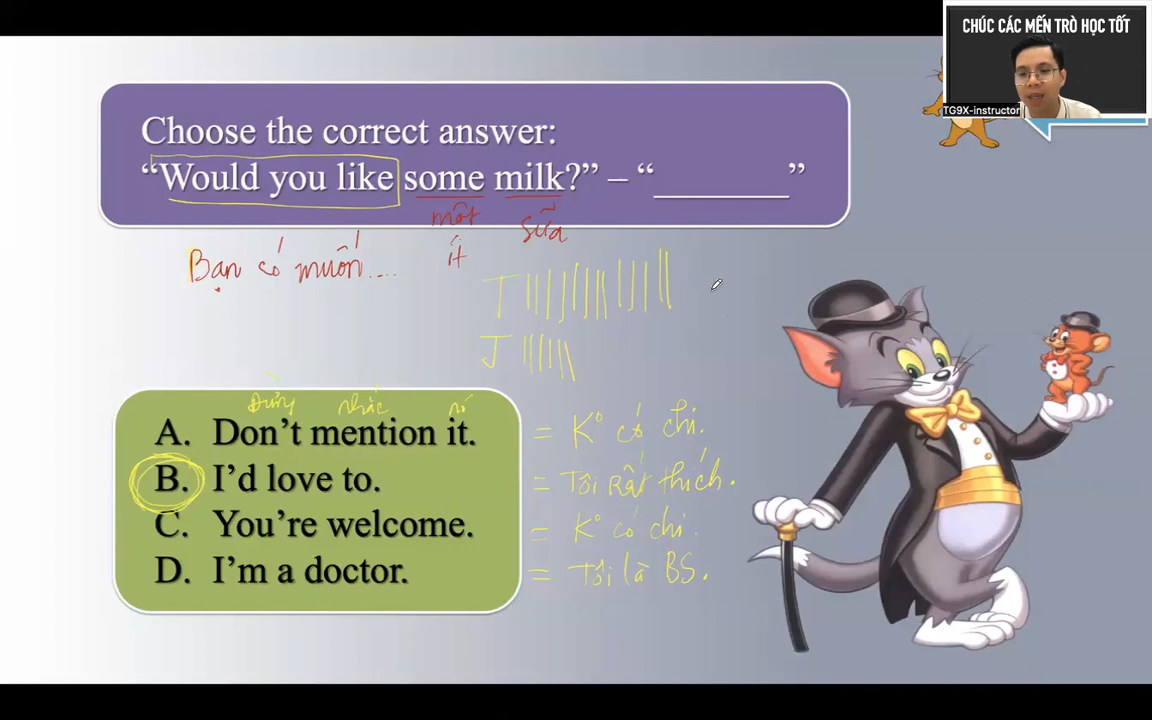 CHÚC CÁC MẾN TRÒ HỌC TỐT
TG9X-instructor
Choose the correct answer:
“Would you like some milk?” – “________”
một sữa
ít
Bạn có muốn....
T
J
Đừng nhắc nó
A. Don’t mention it. = K° có chi.
B. I’d love to. = Tôi Rất thích.
C. You’re welcome. = K° có chi.
D. I’m a doctor. = Tôi là BS.